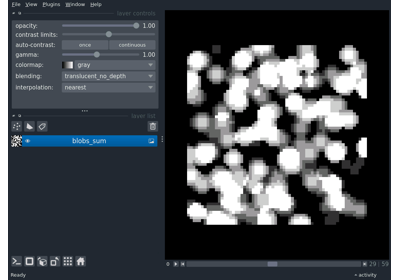 File View Plugins Window Help
layer controls
opacity: 1.00
contrast limits:
auto-contrast: once continuous
gamma: 1.00
colormap: gray
blending: translucent_no_depth
interpolation: nearest
layer list
blobs_sum
29 59
Ready activity